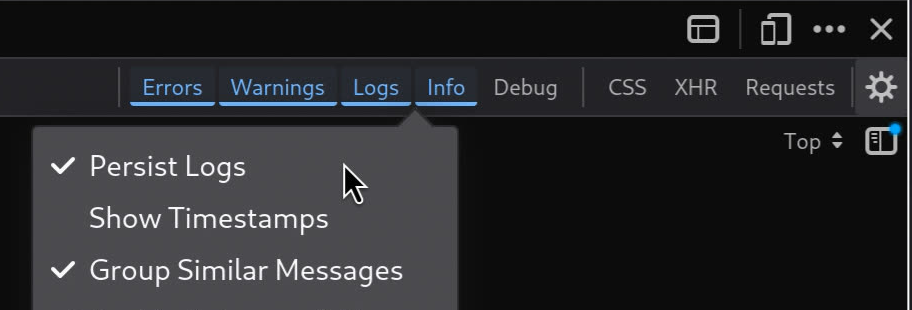 Errors Warnings Logs Info Debug CSS XHR Requests
Top
Persist Logs
Show Timestamps
Group Similar Messages